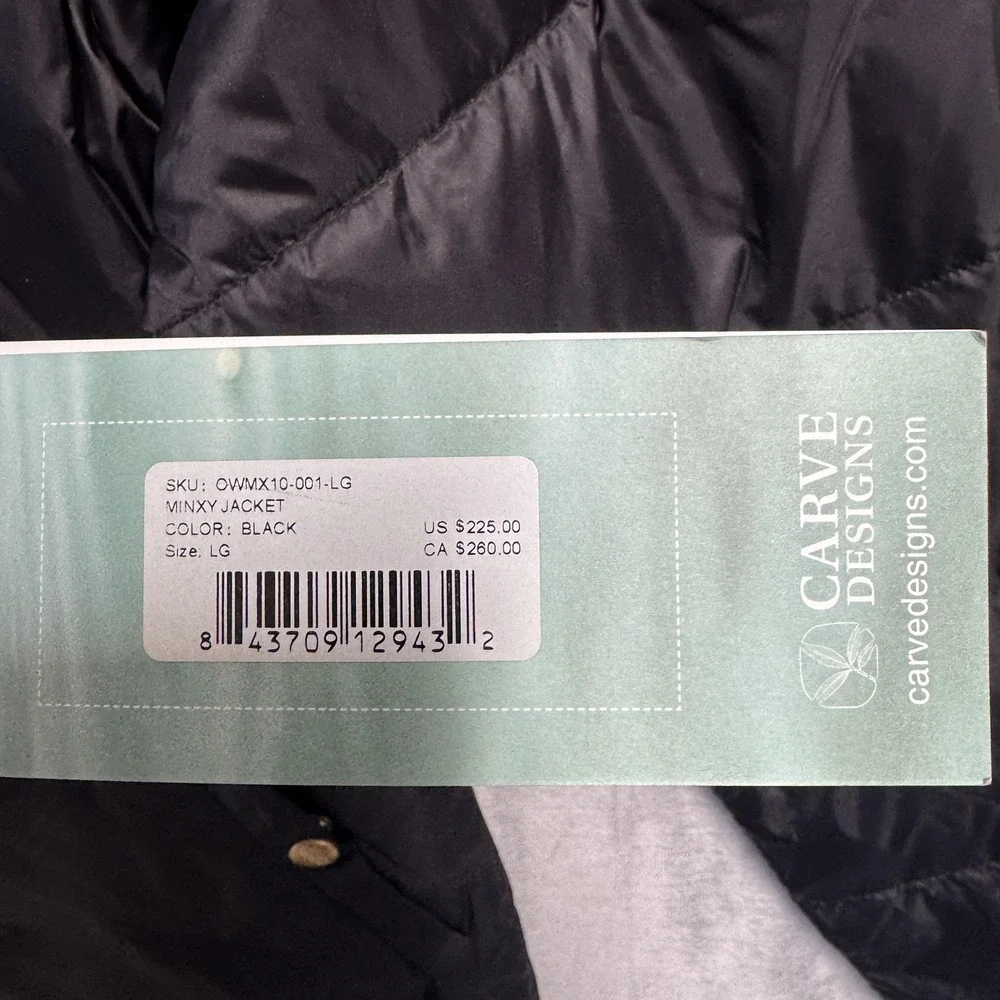 SKU: OWMX10-001-LG
MINXY JACKET
COLOR: BLACK US $225.00
Size: LG CA $260.00
8 43709 12943 2
CARVE
DESIGNS
carvedesigns.com